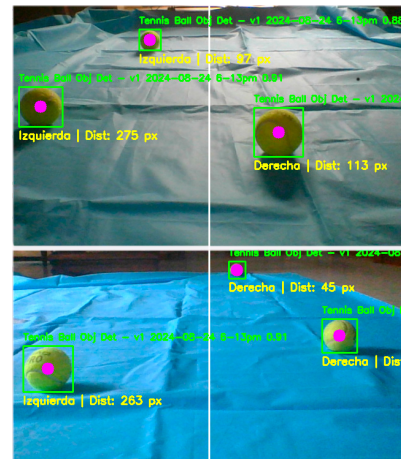 Tennis Ball Obj Det - v1 2024-08-24 6-13pm 0.88
Izquierda | Dist: 97 px
Tennis Ball Obj Det - v1 2024-08-24 6-13pm 0.91
Tennis Ball Obj Det - v1
Izquierda | Dist: 275 px
Derecha | Dist: 113 px
Tennis Ball Obj Det - v1 2024-08
Derecha | Dist: 45 px
Tennis Ball Obj
Tennis Ball Obj Det - v1 2024-08-24 6-13pm 0.91
Derecha | Dis
Izquierda | Dist: 263 px